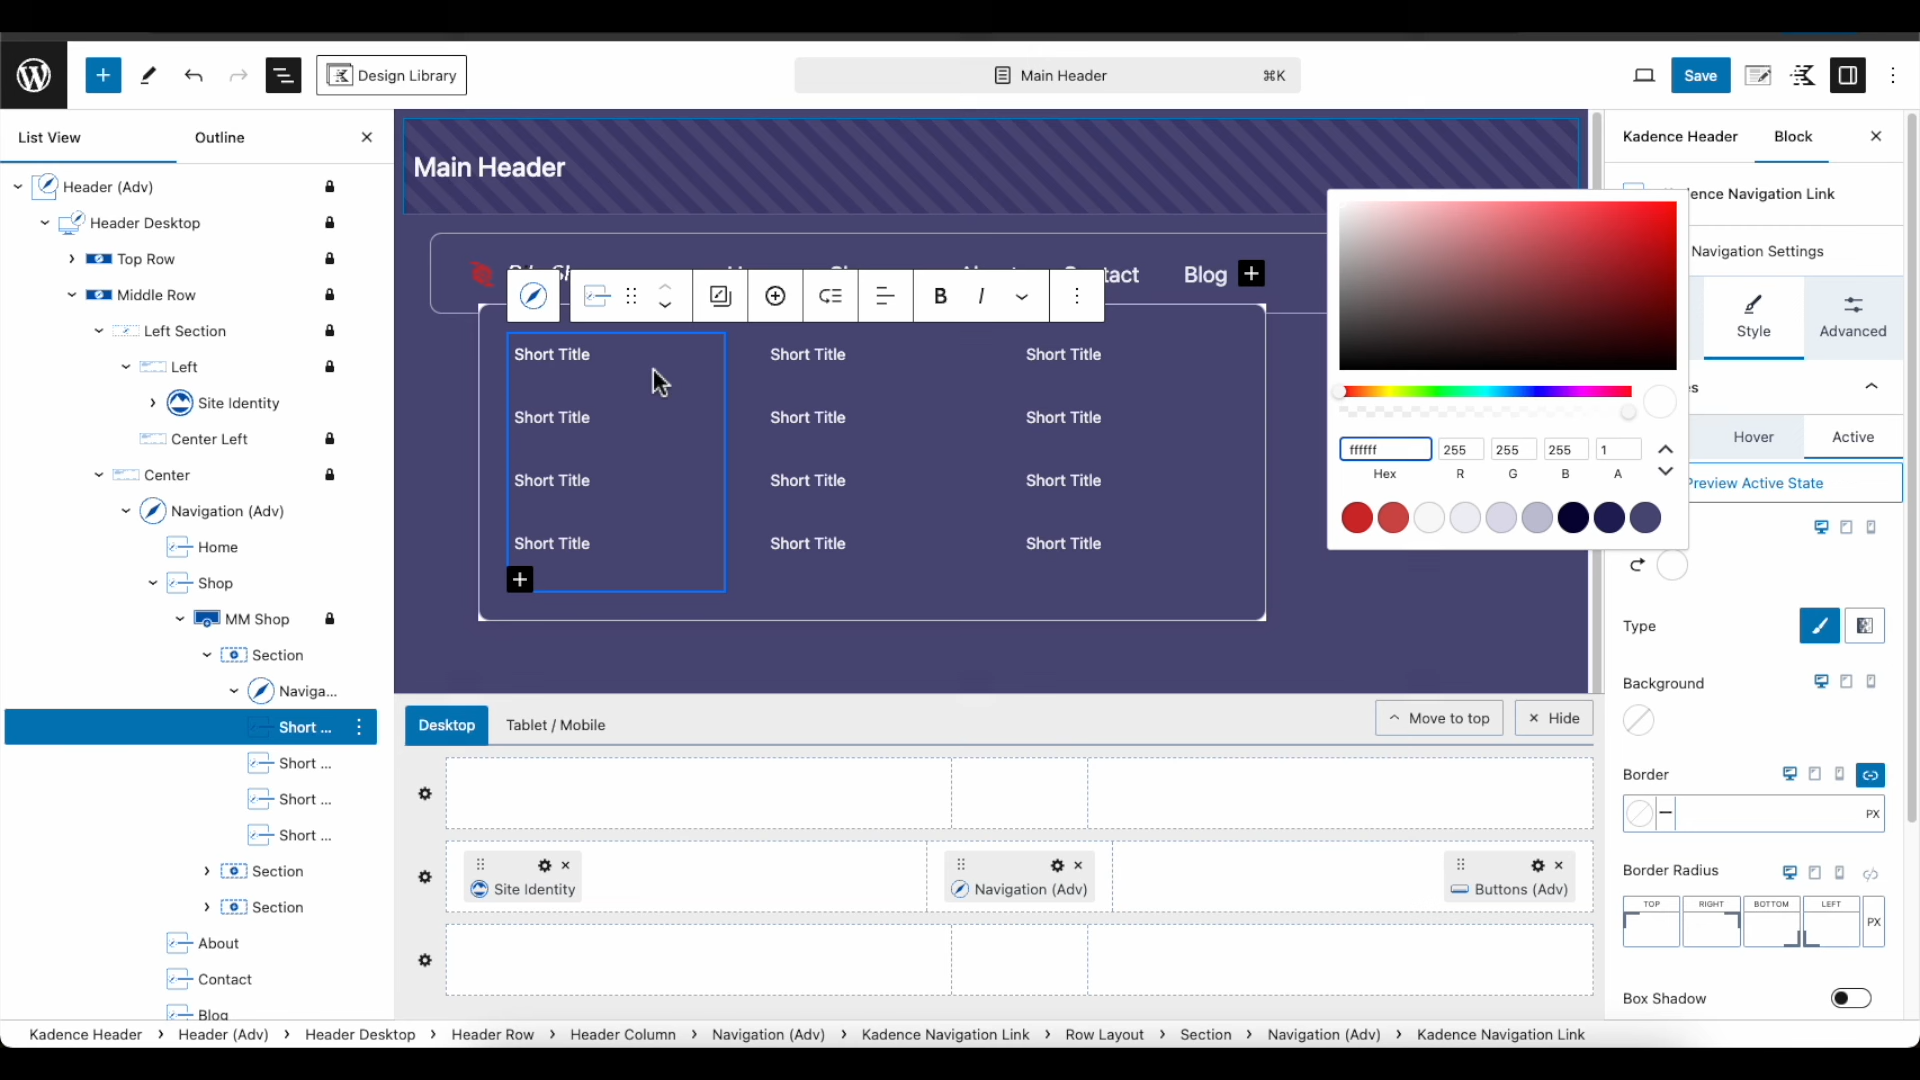 Design Library
Main Header
⌘K
Save
List View
Outline
Kadence Header
Block
Header (Adv)
Header Desktop
Top Row
Middle Row
Left Section
Left
Site Identity
Center Left
Center
Navigation (Adv)
Home
Shop
MM Shop
Section
Naviga...
Short ...
Short ...
Short ...
Short ...
Section
Section
About
Contact
Blog
Main Header
tact
Blog
B
I
Short Title
Short Title
Short Title
Short Title
Short Title
Short Title
Short Title
Short Title
Short Title
Short Title
Short Title
Short Title
ffffff
255
255
255
1
Hex
R
G
B
A
ence Navigation Link
Navigation Settings
Style
Advanced
Hover
Active
Preview Active State
Type
Background
Border
PX
Border Radius
TOP
RIGHT
BOTTOM
LEFT
PX
Box Shadow
Desktop
Tablet / Mobile
Move to top
Hide
Site Identity
Navigation (Adv)
Buttons (Adv)
Kadence Header
Header (Adv)
Header Desktop
Header Row
Header Column
Navigation (Adv)
Kadence Navigation Link
Row Layout
Section
Navigation (Adv)
Kadence Navigation Link